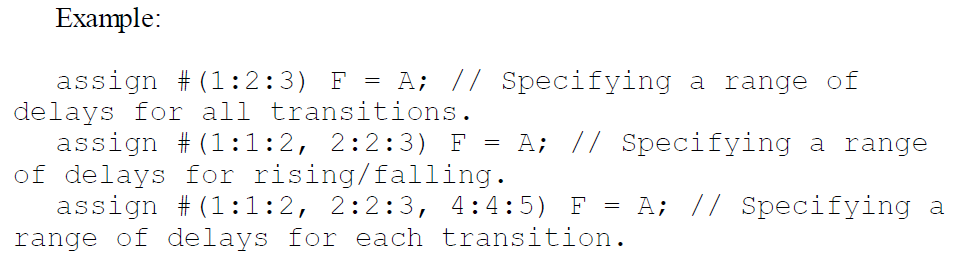 Example:
assign #(1:2:3) F = A; // Specifying a range of
delays for all transitions.
assign #(1:1:2, 2:2:3) F = A; // Specifying a range
of delays for rising/falling.
assign #(1:1:2, 2:2:3, 4:4:5) F = A; // Specifying a
range of delays for each transition.